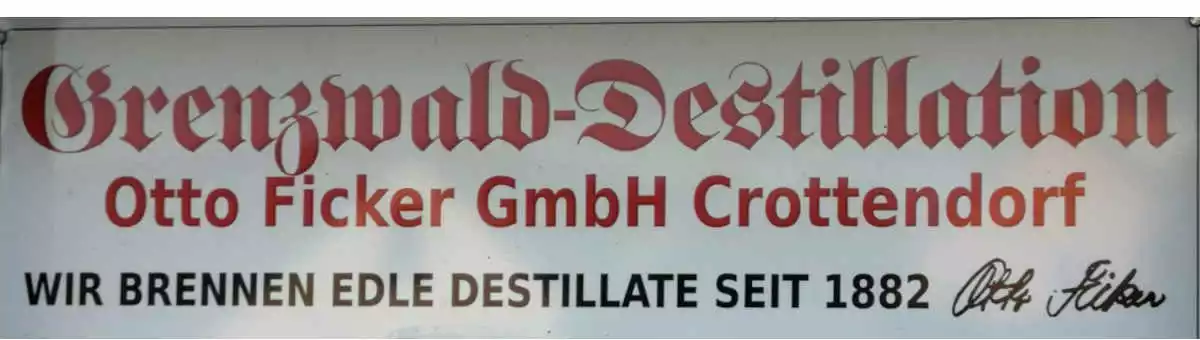 Grenzwald-Destillation
Otto Ficker GmbH Crottendorf
WIR BRENNEN EDLE DESTILLATE SEIT 1882 Otto Ficker